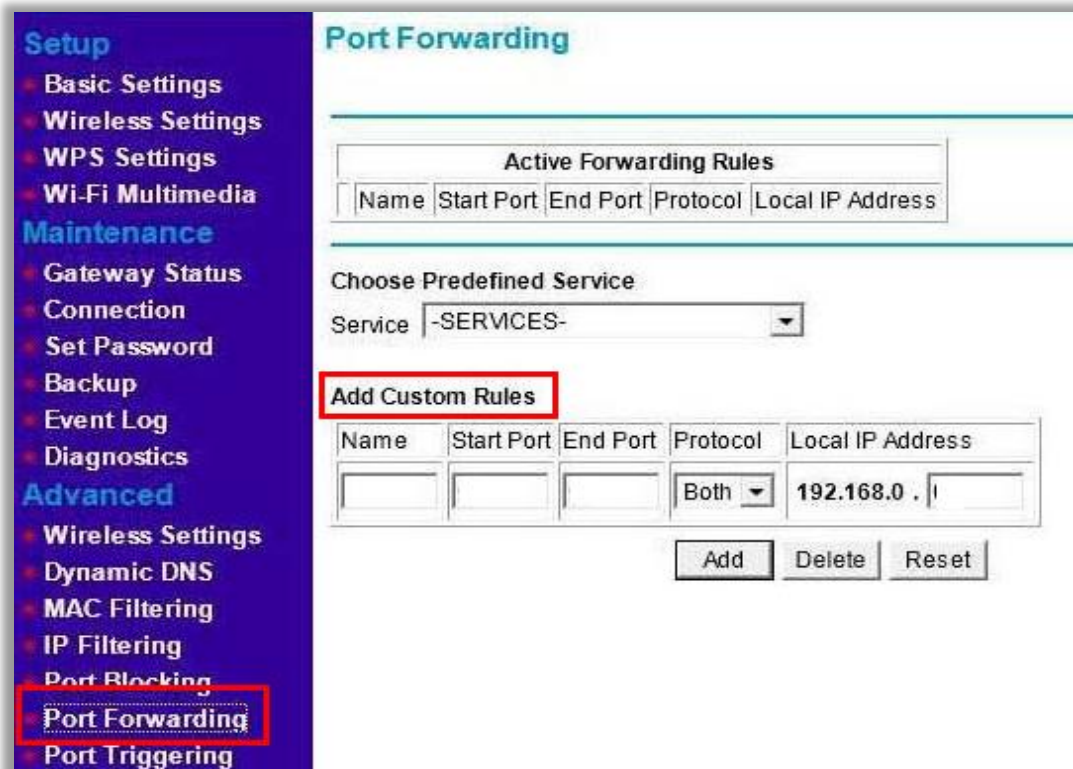 Setup
Basic Settings
Wireless Settings
WPS Settings
Wi-Fi Multimedia
Maintenance
Gateway Status
Connection
Set Password
Backup
Event Log
Diagnostics
Advanced
Wireless Settings
Dynamic DNS
MAC Filtering
IP Filtering
Port Blocking
Port Forwarding
Port Triggering
Port Forwarding
Active Forwarding Rules
Name Start Port End Port Protocol Local IP Address
Choose Predefined Service
Service -SERVICES-
Add Custom Rules
Name Start Port End Port Protocol Local IP Address
Both 192.168.0 .
Add Delete Reset